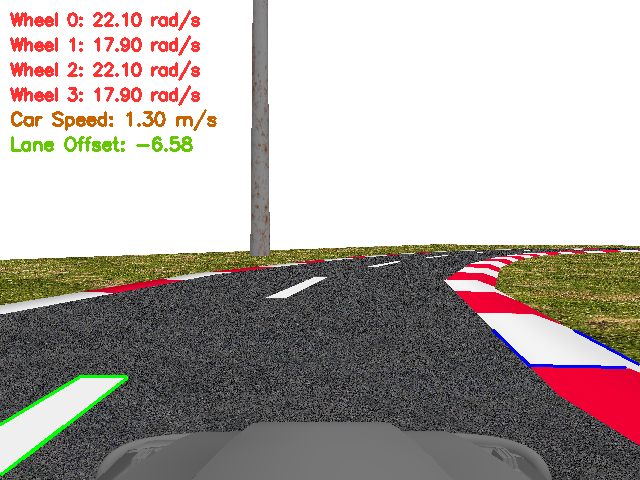 Wheel 0: 22.10 rad/s
Wheel 1: 17.90 rad/s
Wheel 2: 22.10 rad/s
Wheel 3: 17.90 rad/s
Car Speed: 1.30 m/s
Lane Offset: -6.58